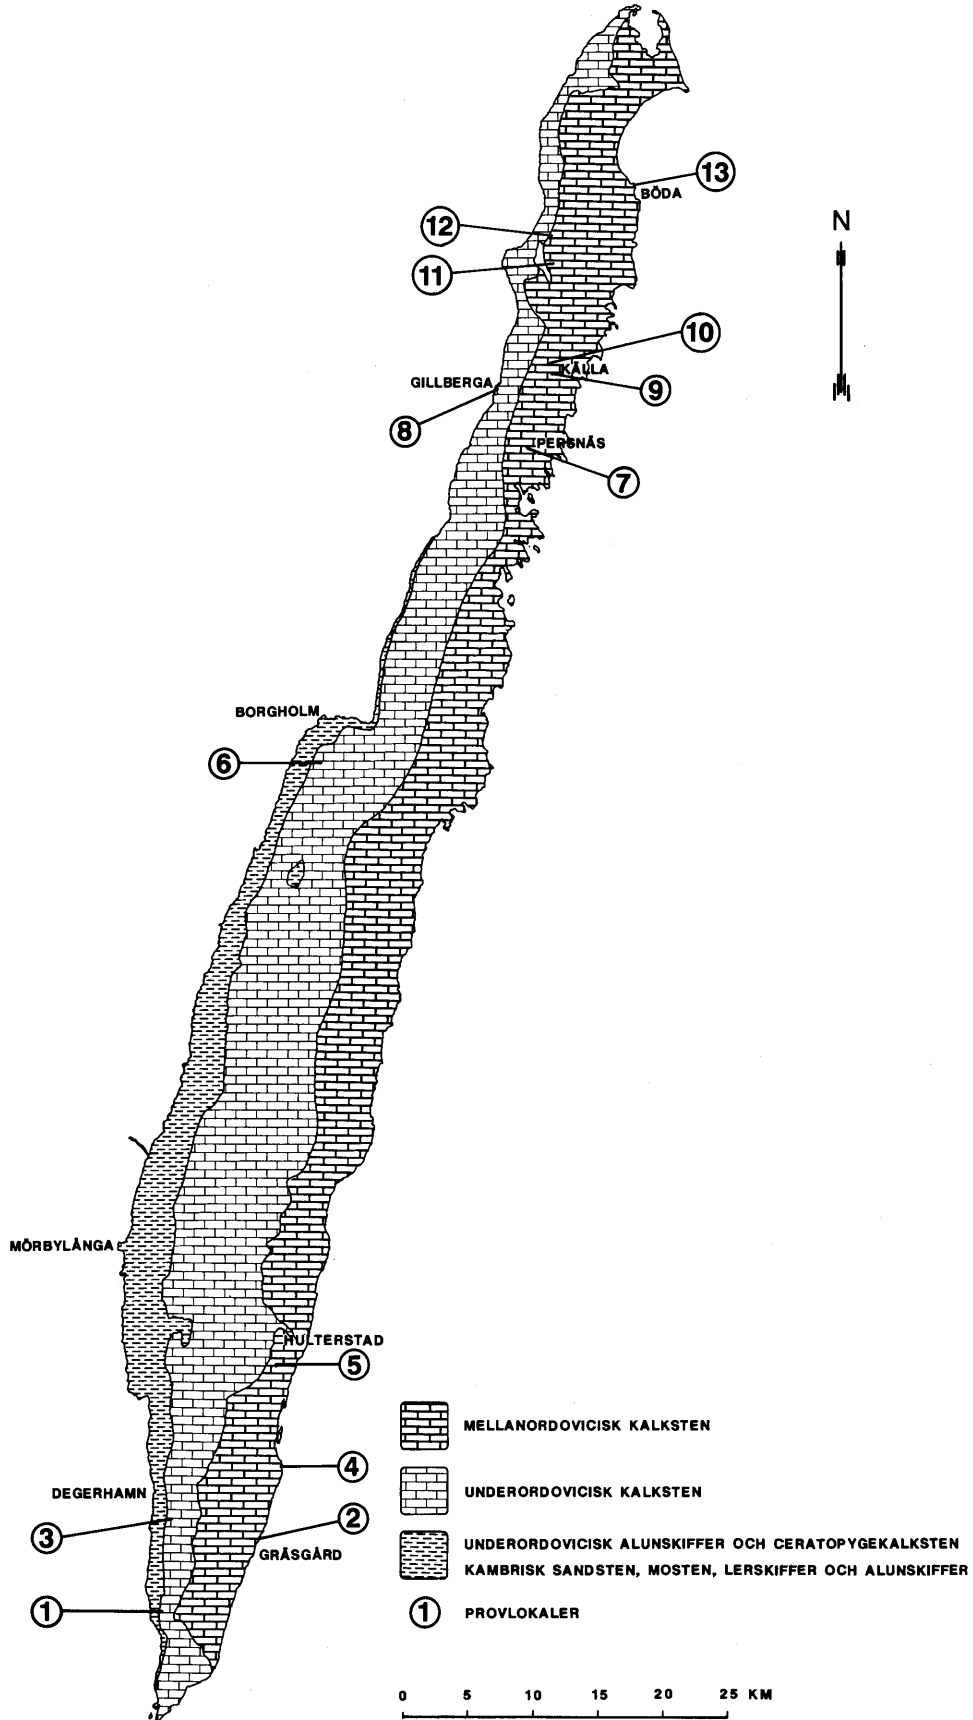 13
BÖDA
12
N
11
10
KÄLLA
GILLBERGA
9
8
PERSNÄS
7
BORGHOLM
6
MÖRBYLÅNGA
HULTERSTAD
5
MELLANORDOVICISK KALKSTEN
4
DEGERHAMN
UNDERORDOVICISK KALKSTEN
2
3
GRÄSGÅRD
UNDERORDOVICISK ALUNSKIFFER OCH CERATOPYGEKALKSTEN
KAMBRISK SANDSTEN, MOSTEN, LERSKIFFER OCH ALUNSKIFFER
1
1 PROVLOKALER
0 5 10 15 20 25 KM